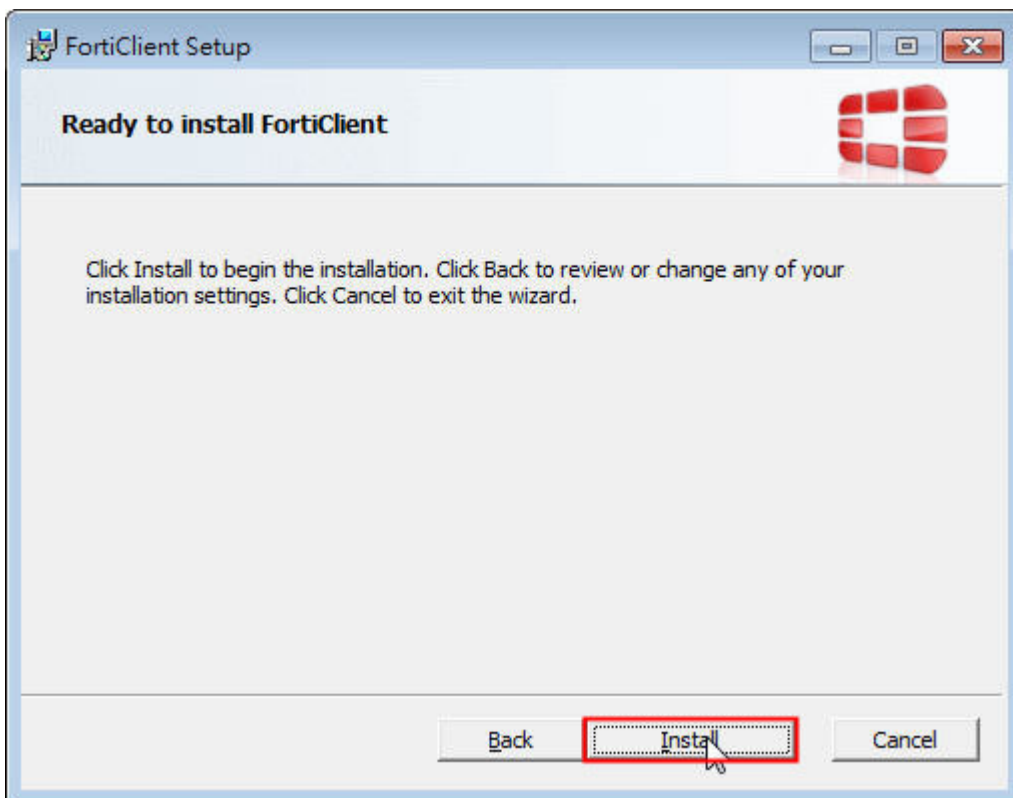 FortiClient Setup
Ready to install FortiClient
Click Install to begin the installation. Click Back to review or change any of your
installation settings. Click Cancel to exit the wizard.
Back
Install
Cancel